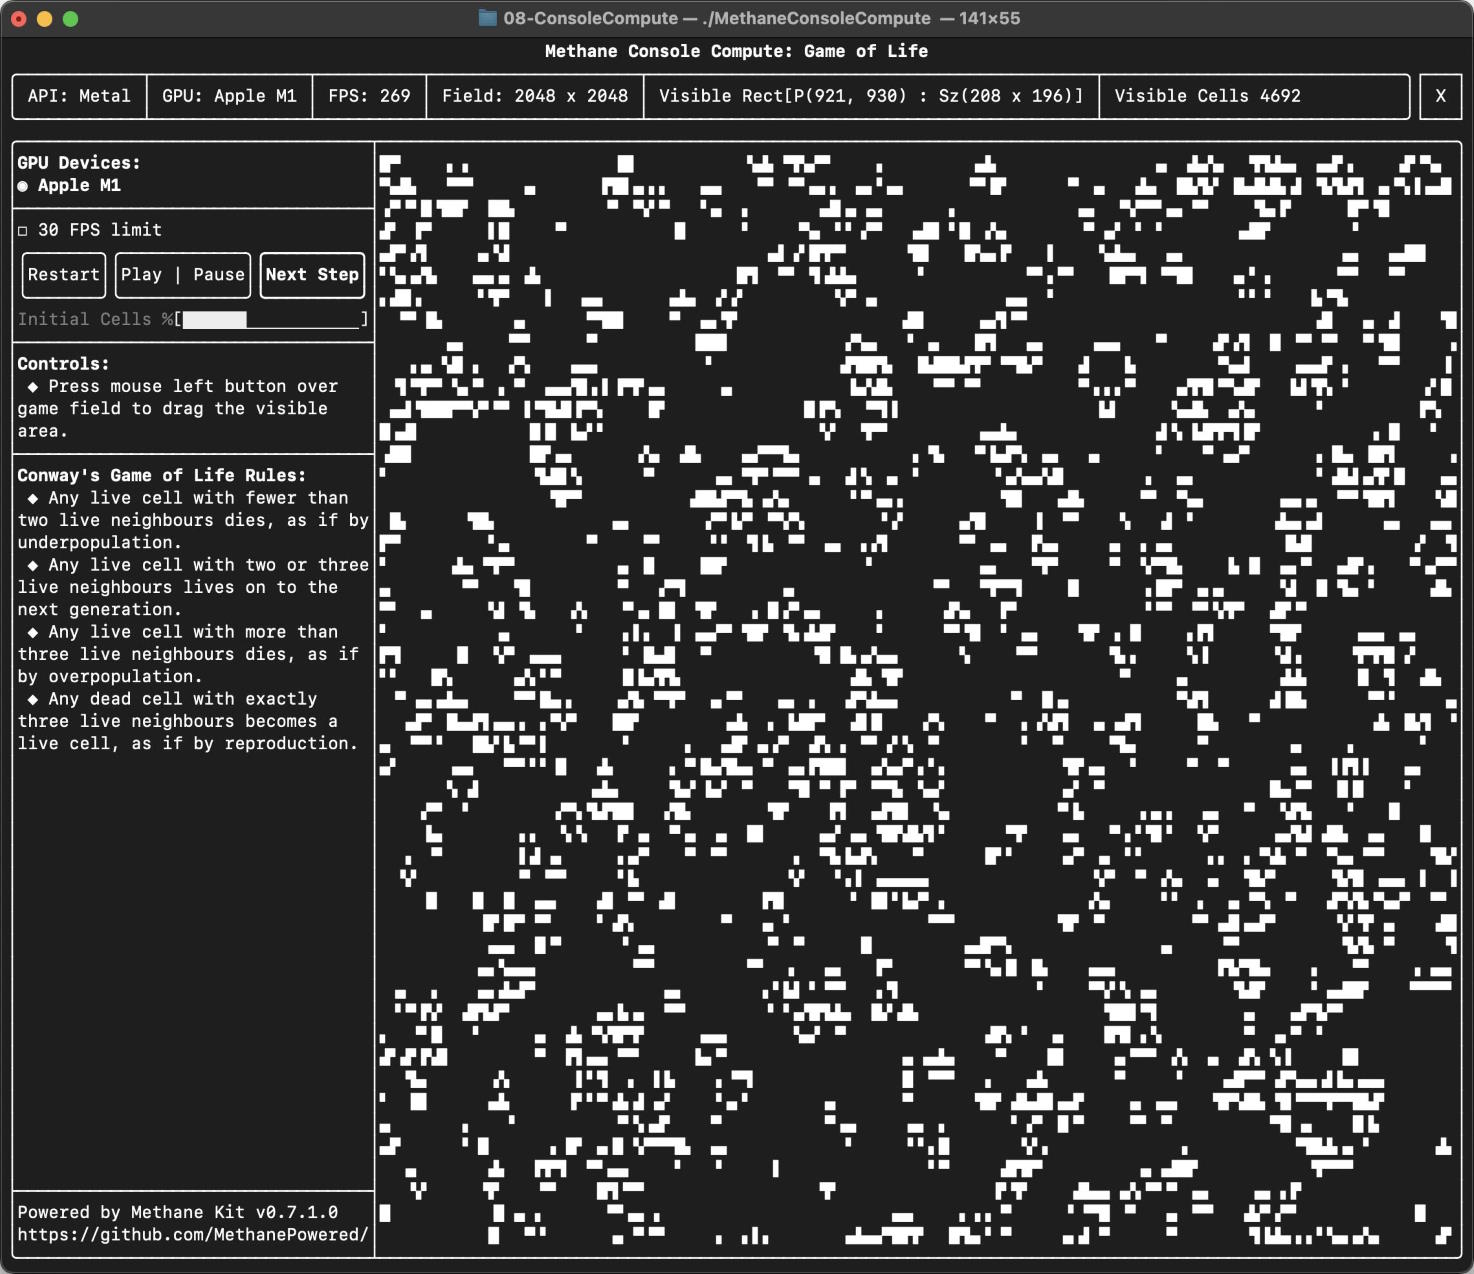 08-ConsoleCompute — ./MethaneConsoleCompute — 141×55
Methane Console Compute: Game of Life
API: Metal
GPU: Apple M1
FPS: 269
Field: 2048 x 2048
Visible Rect[P(921, 930) : Sz(208 x 196)]
Visible Cells 4692
X
GPU Devices:
◉ Apple M1
☐ 30 FPS limit
Restart
Play | Pause
Next Step
Initial Cells %[ ]
Controls:
◆ Press mouse left button over
game field to drag the visible
area.
Conway's Game of Life Rules:
◆ Any live cell with fewer than
two live neighbours dies, as if by
underpopulation.
◆ Any live cell with two or three
live neighbours lives on to the
next generation.
◆ Any live cell with more than
three live neighbours dies, as if
by overpopulation.
◆ Any dead cell with exactly
three live neighbours becomes a
live cell, as if by reproduction.
Powered by Methane Kit v0.7.1.0
https://github.com/MethanePowered/